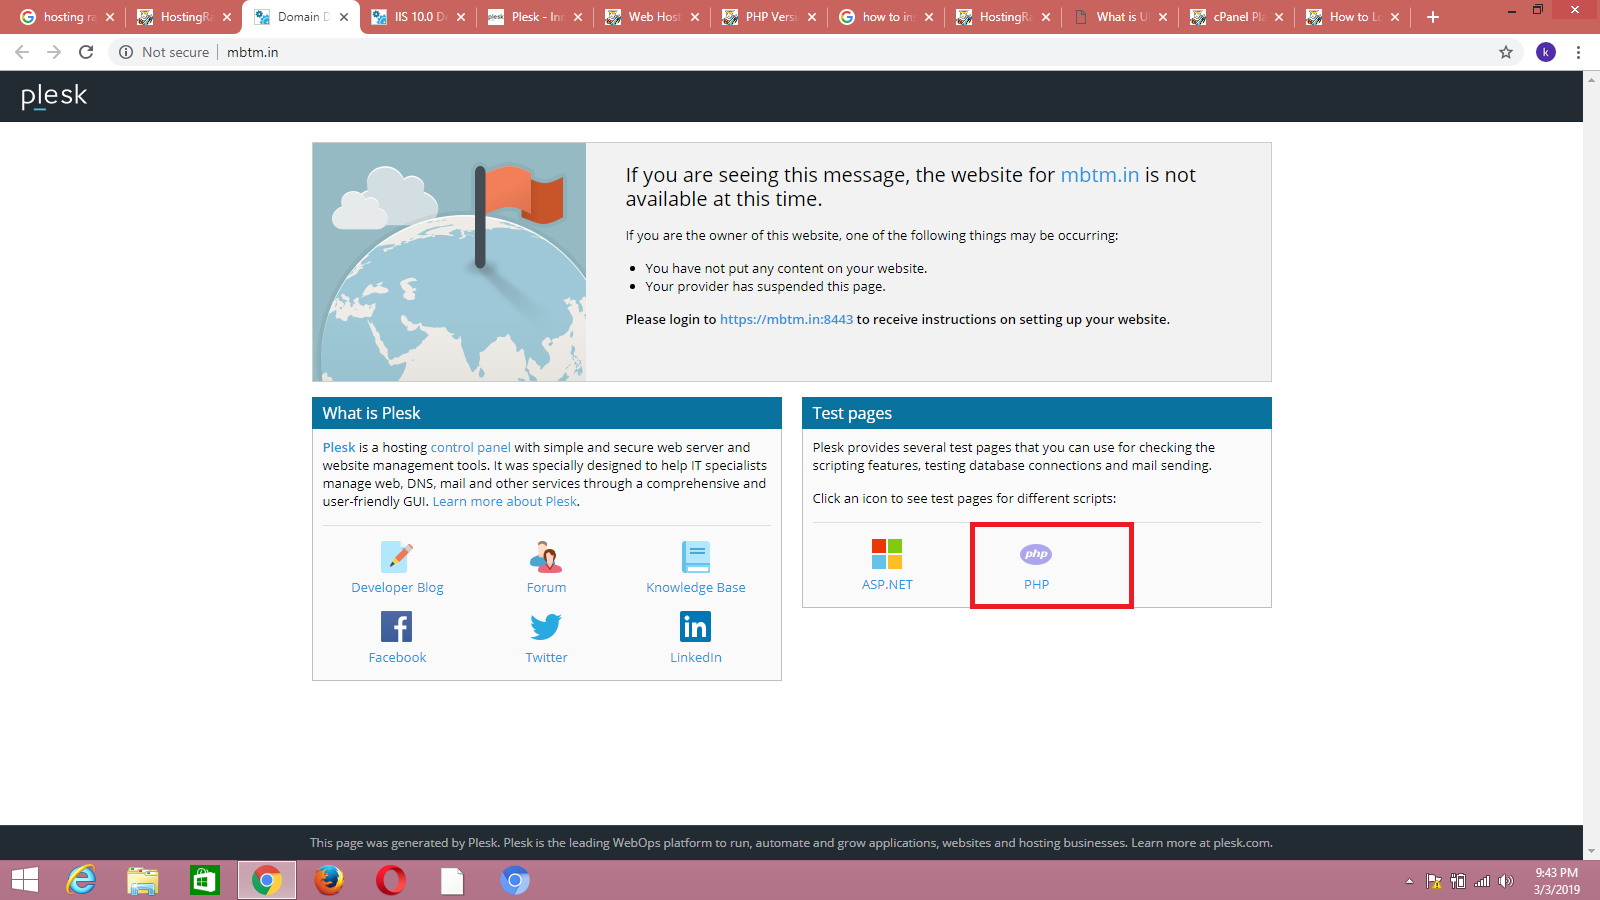 hosting ra
HostingRa
Domain D
IIS 10.0 D
plesk
Plesk - Inn
Web Host
PHP Versi
how to ins
HostingRa
What is U
cPanel Pla
How to Lo
Not secure
mbtm.in
k
plesk
If you are seeing this message, the website for mbtm.in is not
available at this time.
If you are the owner of this website, one of the following things may be occurring:
You have not put any content on your website.
Your provider has suspended this page.
Please login to https://mbtm.in:8443 to receive instructions on setting up your website.
What is Plesk
Plesk is a hosting control panel with simple and secure web server and
website management tools. It was specially designed to help IT specialists
manage web, DNS, mail and other services through a comprehensive and
user-friendly GUI. Learn more about Plesk.
Developer Blog
Forum
Knowledge Base
Facebook
Twitter
LinkedIn
Test pages
Plesk provides several test pages that you can use for checking the
scripting features, testing database connections and mail sending.
Click an icon to see test pages for different scripts:
ASP.NET
php
PHP
This page was generated by Plesk. Plesk is the leading WebOps platform to run, automate and grow applications, websites and hosting businesses. Learn more at plesk.com.
9:43 PM
3/3/2019